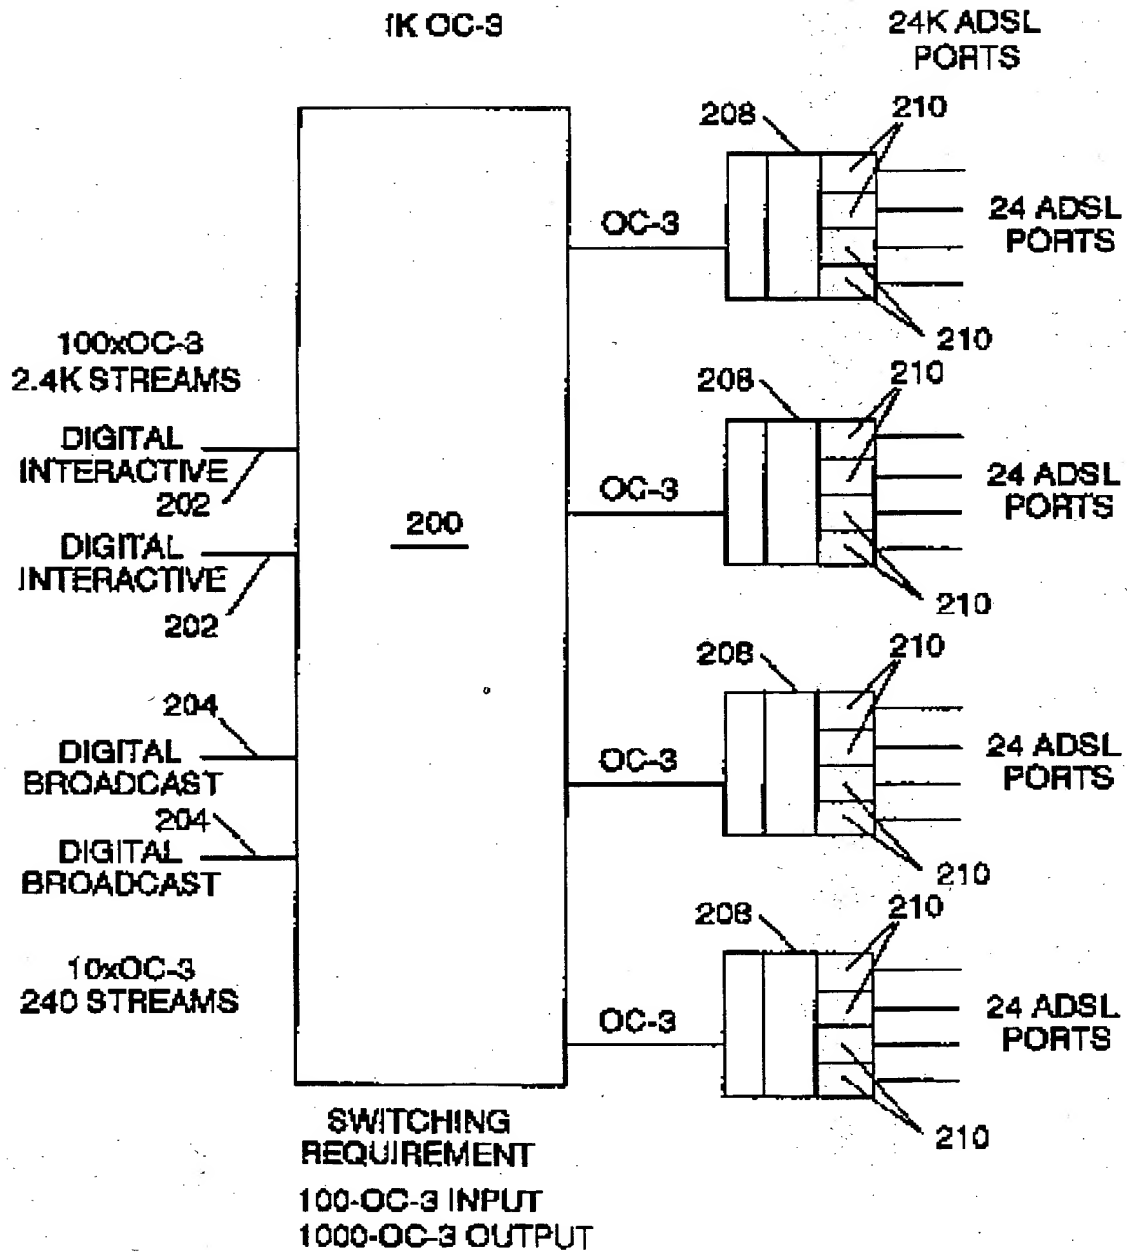 1K OC-3
24K ADSL
PORTS
208
210
OC-3
24 ADSL
PORTS
210
100xOC-3
2.4K STREAMS
208
210
DIGITAL
INTERACTIVE
202
OC-3
24 ADSL
PORTS
200
DIGITAL
INTERACTIVE
202
210
208
210
204
DIGITAL
BROADCAST
OC-3
24 ADSL
PORTS
204
DIGITAL
BROADCAST
210
208
210
10xOC-3
240 STREAMS
OC-3
24 ADSL
PORTS
210
SWITCHING
REQUIREMENT
100-OC-3 INPUT
1000-OC-3 OUTPUT